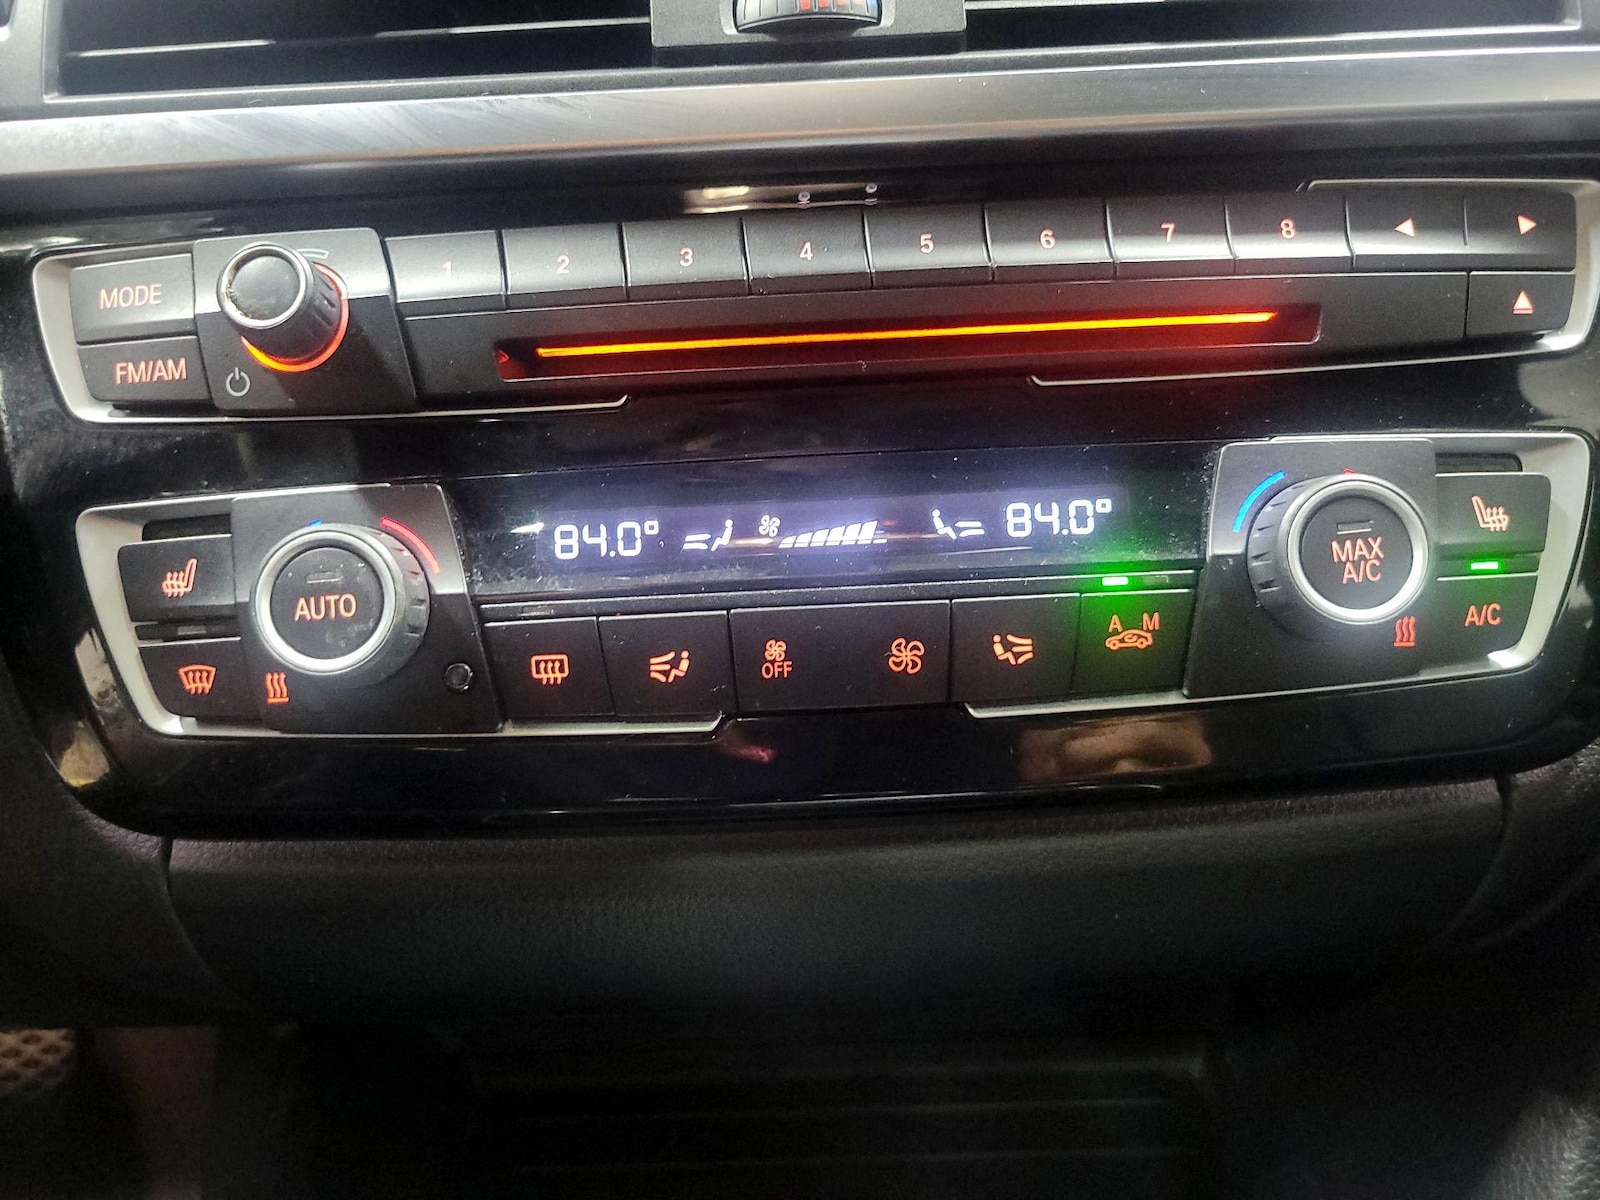 MODE
1 2 3 4 5 6 7 8
FM/AM
84.0° 84.0°
AUTO
MAX
A/C
OFF
A M
A/C